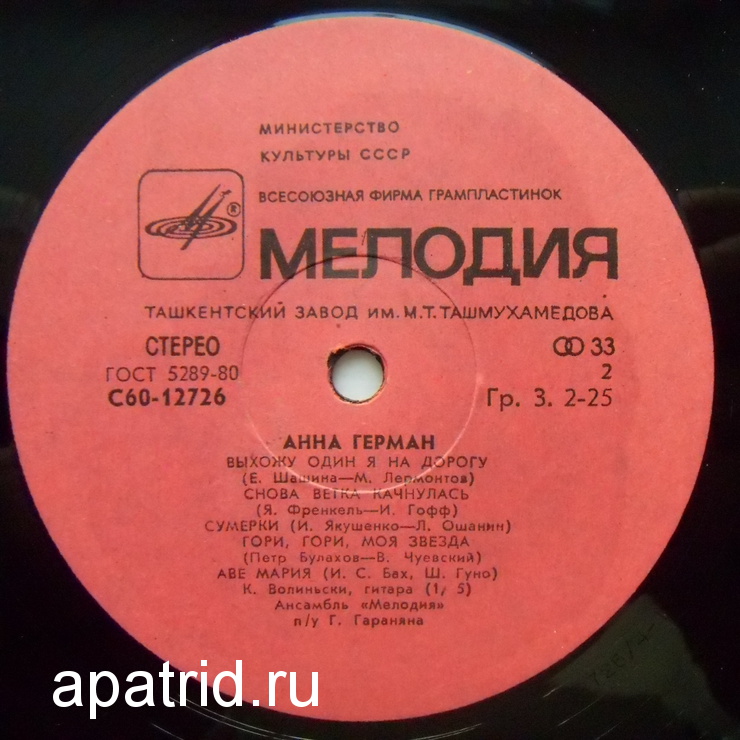 МИНИСТЕРСТВО
КУЛЬТУРЫ СССР
ВСЕСОЮЗНАЯ ФИРМА ГРАМПЛАСТИНОК
®
МЕЛОДИЯ
ТАШКЕНТСКИЙ ЗАВОД ИМ. М.Т. ТАШМУХАМЕДОВА
СТЕРЕО
ГОСТ 5289-80
С60-12726
33
2
Гр. 3. 2-25
АННА ГЕРМАН
ВЫХОЖУ ОДИН Я НА ДОРОГУ
(Е. Шашина—М. Лермонтов)
СНОВА ВЕТКА КАЧНУЛАСЬ
(Я. Френкель—И. Гофф)
СУМЕРКИ (И. Якушенко—Л. Ошанин)
ГОРИ, ГОРИ, МОЯ ЗВЕЗДА
(Петр Булахов—В. Чуевский)
АВЕ МАРИЯ (И. С. Бах, Ш. Гуно)
К. Волиньски, гитара (1, 5)
Ансамбль «Мелодия»
п/у Г. Гараняна
apatrid.ru